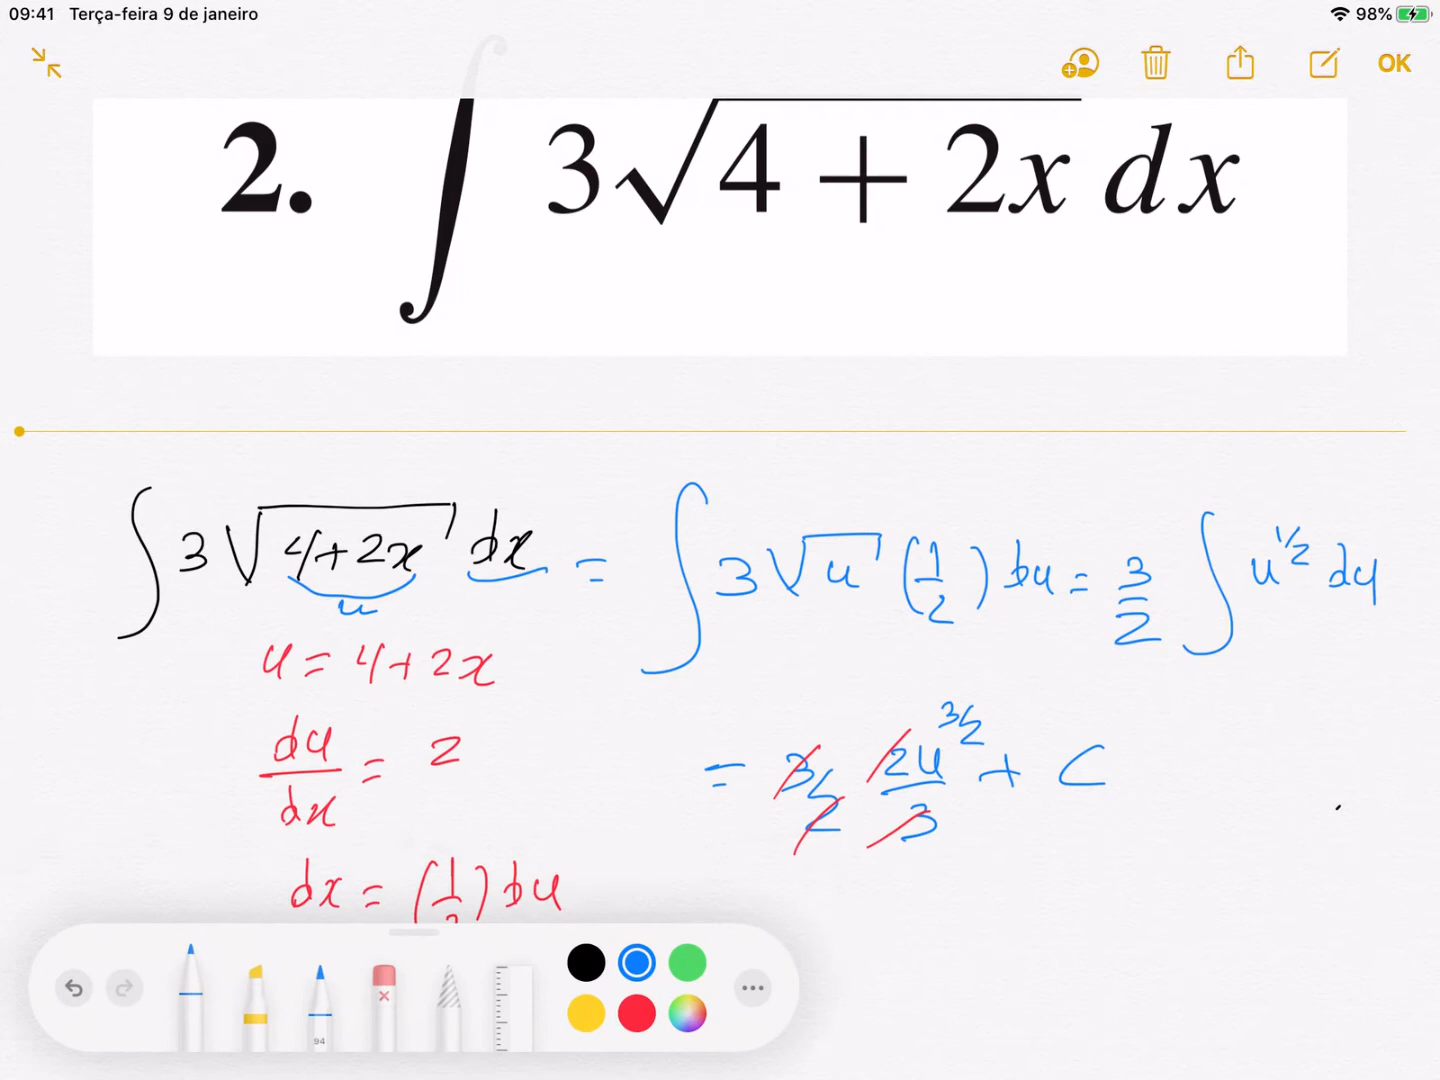 09:41 Terça-feira 9 de janeiro 98%
OK
2. ∫ 3√(4 + 2x) dx
∫ 3√(4+2x) dx = ∫ 3√u (1/2) du = 3/2 ∫ u^(1/2) du
u
u = 4+2x
du/dx = 2
= 3/2 2u^(3/2)/3 + C
dx = (1/2) du
94